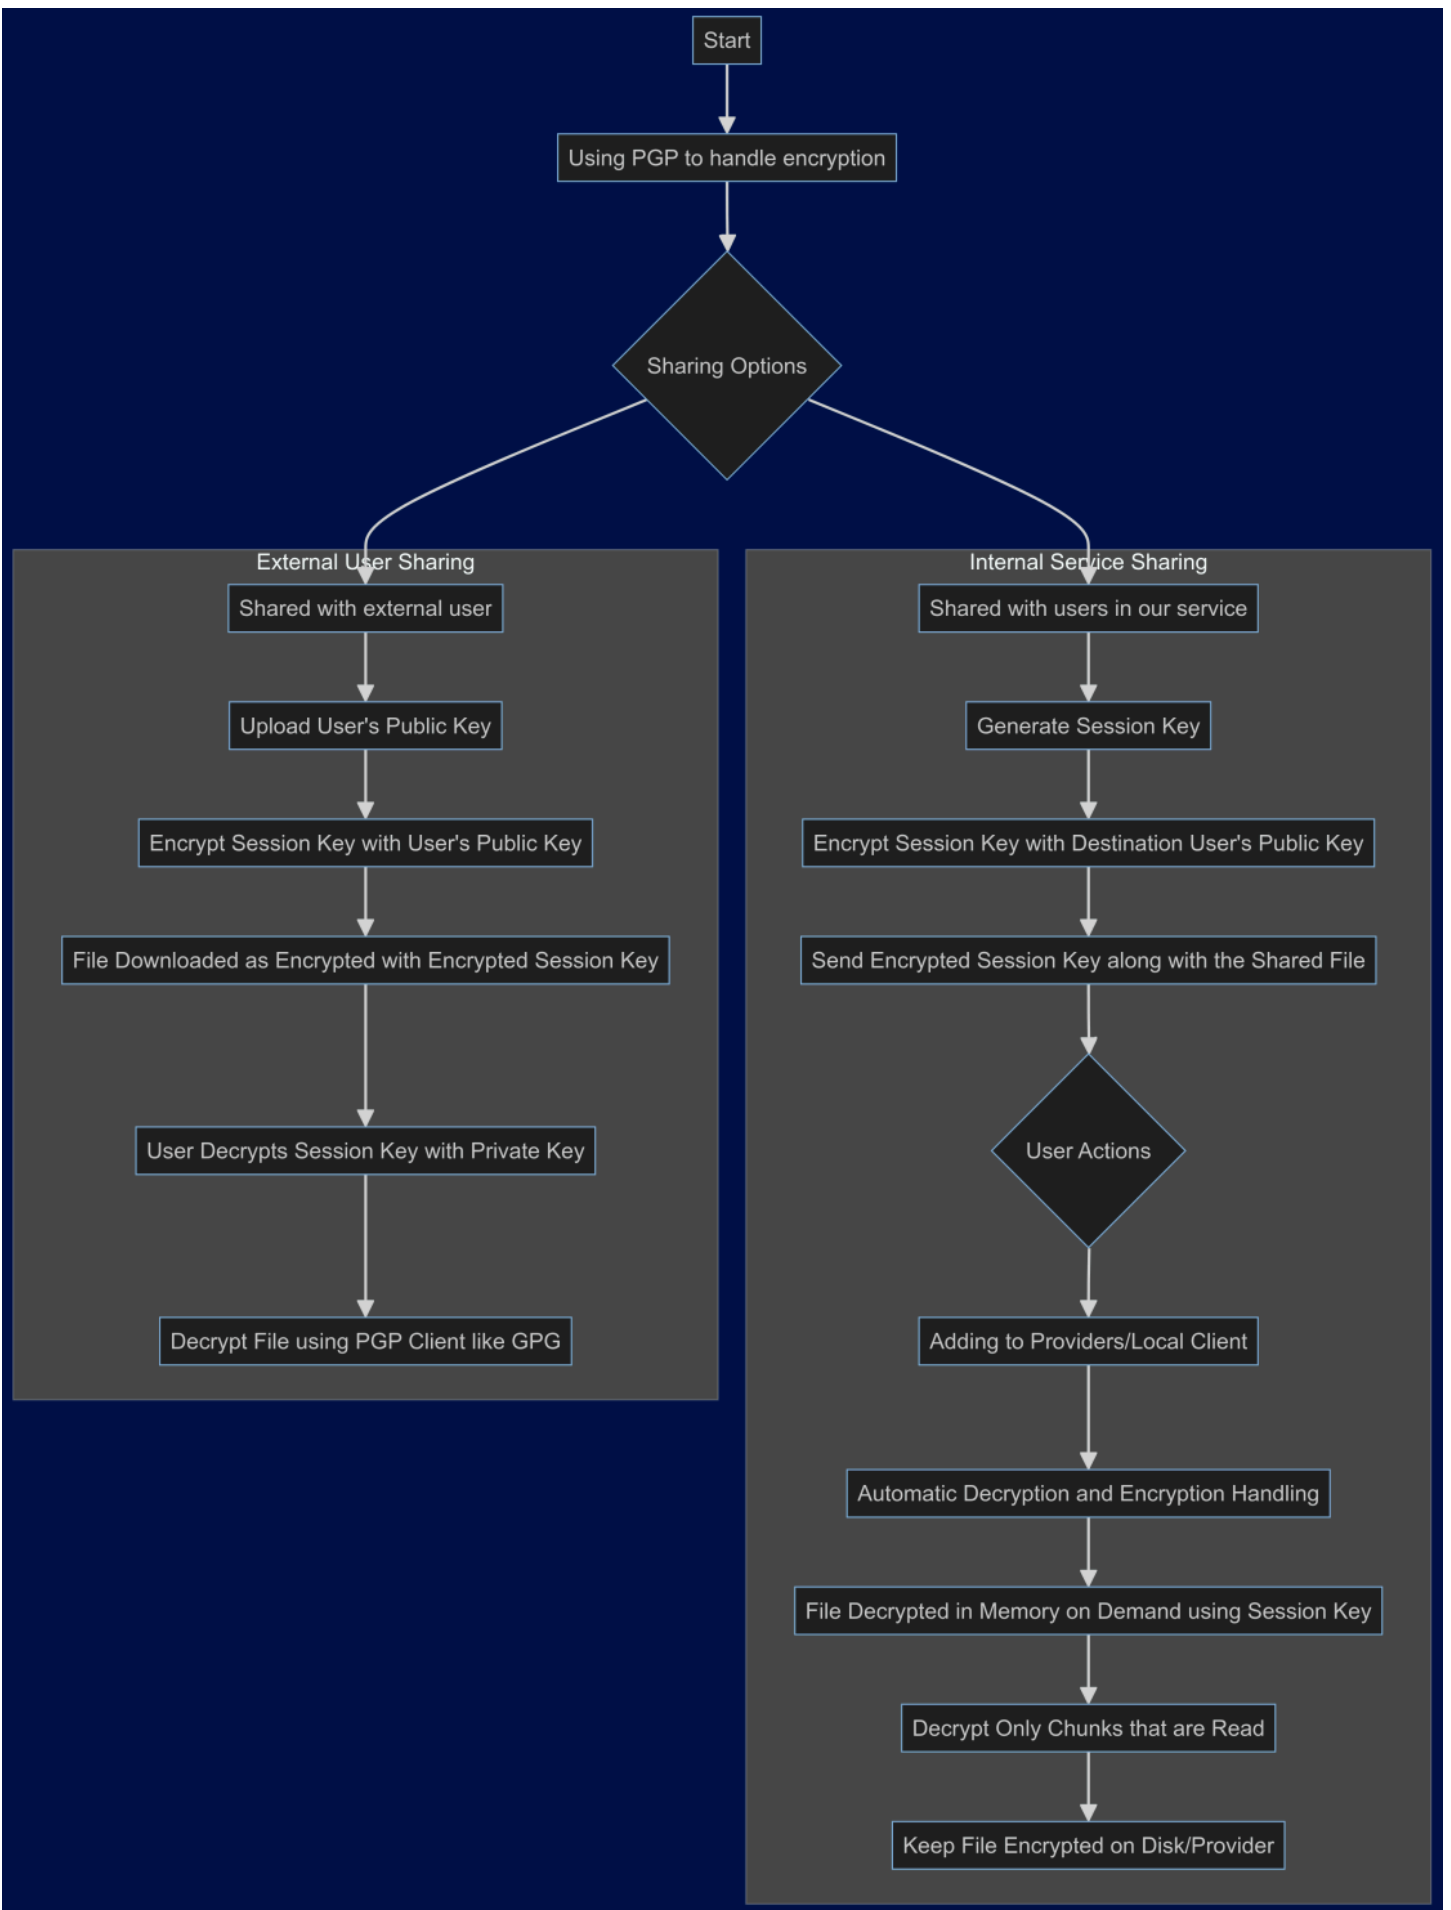 Start
Using PGP to handle encryption
Sharing Options
External User Sharing
Shared with external user
Upload User's Public Key
Encrypt Session Key with User's Public Key
File Downloaded as Encrypted with Encrypted Session Key
User Decrypts Session Key with Private Key
Decrypt File using PGP Client like GPG
Internal Service Sharing
Shared with users in our service
Generate Session Key
Encrypt Session Key with Destination User's Public Key
Send Encrypted Session Key along with the Shared File
User Actions
Adding to Providers/Local Client
Automatic Decryption and Encryption Handling
File Decrypted in Memory on Demand using Session Key
Decrypt Only Chunks that are Read
Keep File Encrypted on Disk/Provider